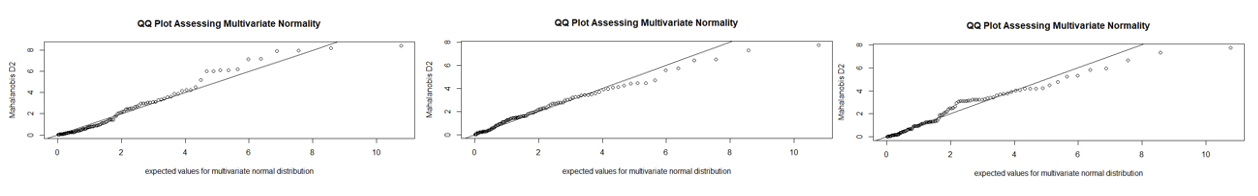 QQ Plot Assessing Multivariate Normality
Mahalanobis D2
8
6
4
2
0
0 2 4 6 8 10
expected values for multivariate normal distribution
QQ Plot Assessing Multivariate Normality
Mahalanobis D2
8
6
4
2
0
0 2 4 6 8 10
expected values for multivariate normal distribution
QQ Plot Assessing Multivariate Normality
Mahalanobis D2
8
6
4
2
0
0 2 4 6 8 10
expected values for multivariate normal distribution